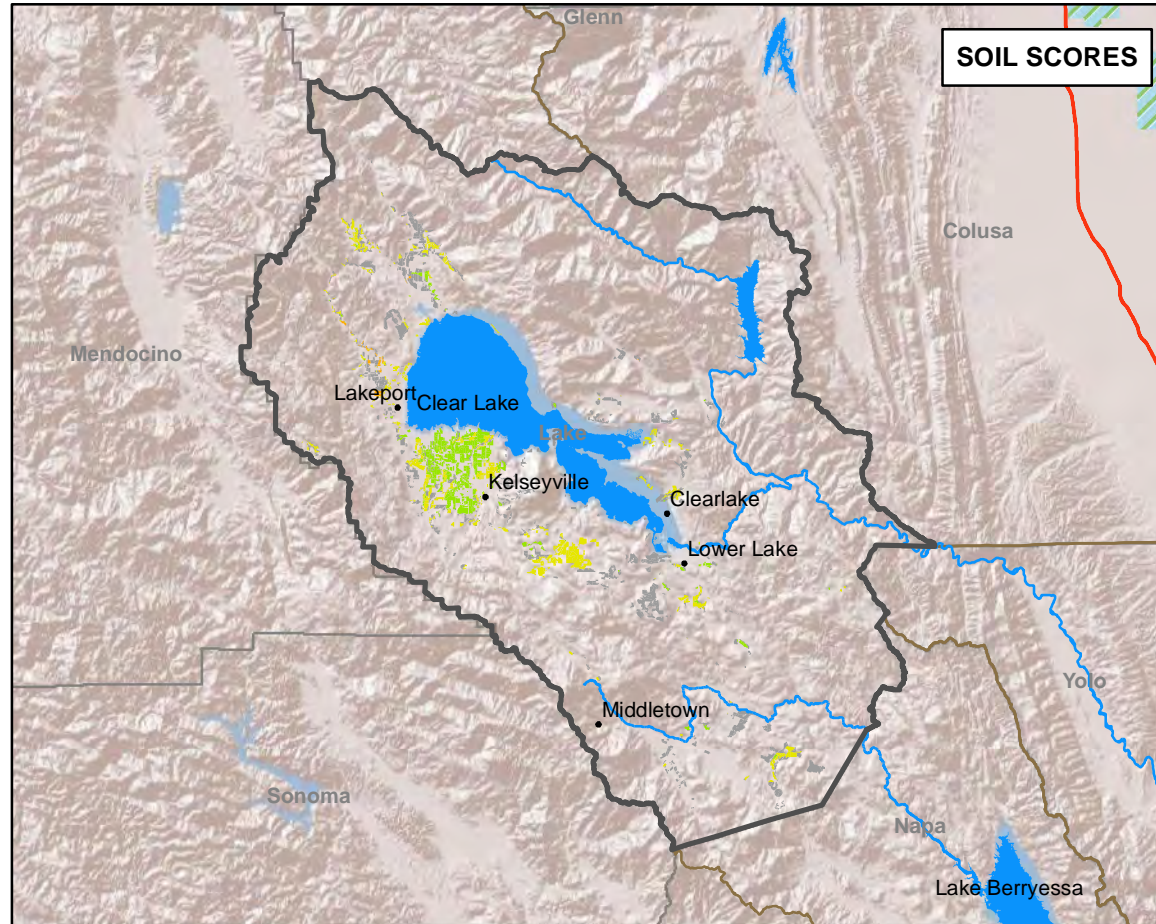 Glenn
SOIL SCORES
Colusa
Mendocino
Lakeport
Clear Lake
Lake
Kelseyville
Clearlake
Lower Lake
Yolo
Middletown
Sonoma
Napa
Lake Berryessa